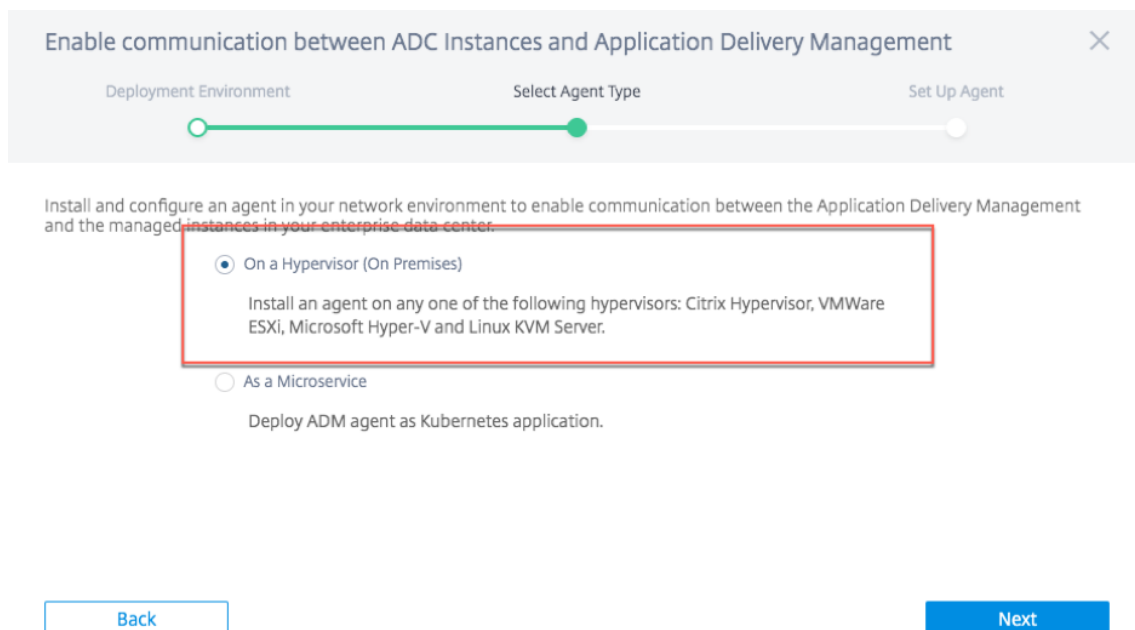 Enable communication between ADC Instances and Application Delivery Management
Deployment Environment
Select Agent Type
Set Up Agent
Install and configure an agent in your network environment to enable communication between the Application Delivery Management
and the managed instances in your enterprise data center.
On a Hypervisor (On Premises)
Install an agent on any one of the following hypervisors: Citrix Hypervisor, VMWare
ESXi, Microsoft Hyper-V and Linux KVM Server.
As a Microservice
Deploy ADM agent as Kubernetes application.
Back
Next